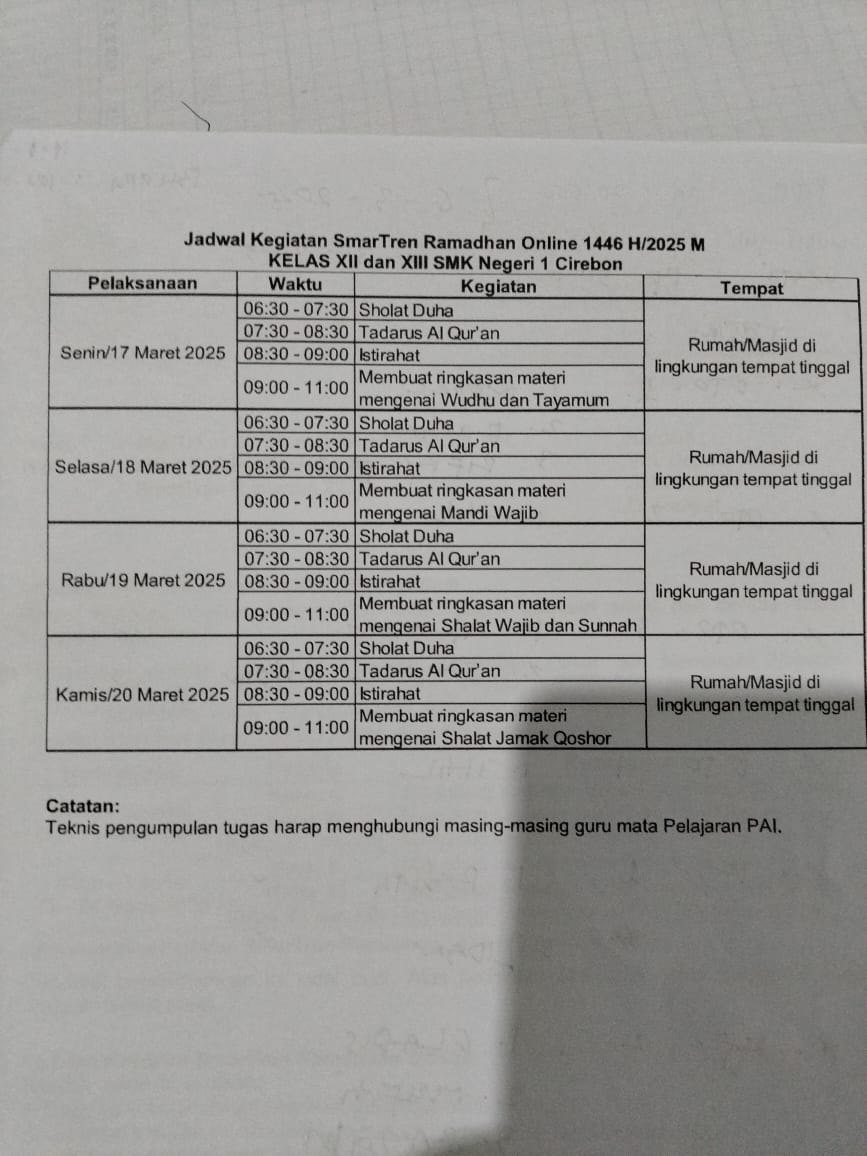 Jadwal Kegiatan SmarTren Ramadhan Online 1446 H/2025 M
KELAS XII dan XIII SMK Negeri 1 Cirebon
Pelaksanaan Waktu Kegiatan Tempat
Senin/17 Maret 2025
06:30 - 07:30 Sholat Duha
07:30 - 08:30 Tadarus Al Qur'an
08:30 - 09:00 Istirahat
09:00 - 11:00 Membuat ringkasan materi
mengenai Wudhu dan Tayamum
Rumah/Masjid di
lingkungan tempat tinggal
Selasa/18 Maret 2025
06:30 - 07:30 Sholat Duha
07:30 - 08:30 Tadarus Al Qur'an
08:30 - 09:00 Istirahat
09:00 - 11:00 Membuat ringkasan materi
mengenai Mandi Wajib
Rumah/Masjid di
lingkungan tempat tinggal
Rabu/19 Maret 2025
06:30 - 07:30 Sholat Duha
07:30 - 08:30 Tadarus Al Qur'an
08:30 - 09:00 Istirahat
09:00 - 11:00 Membuat ringkasan materi
mengenai Shalat Wajib dan Sunnah
Rumah/Masjid di
lingkungan tempat tinggal
Kamis/20 Maret 2025
06:30 - 07:30 Sholat Duha
07:30 - 08:30 Tadarus Al Qur'an
08:30 - 09:00 Istirahat
09:00 - 11:00 Membuat ringkasan materi
mengenai Shalat Jamak Qoshor
Rumah/Masjid di
lingkungan tempat tinggal
Catatan:
Teknis pengumpulan tugas harap menghubungi masing-masing guru mata Pelajaran PAI.